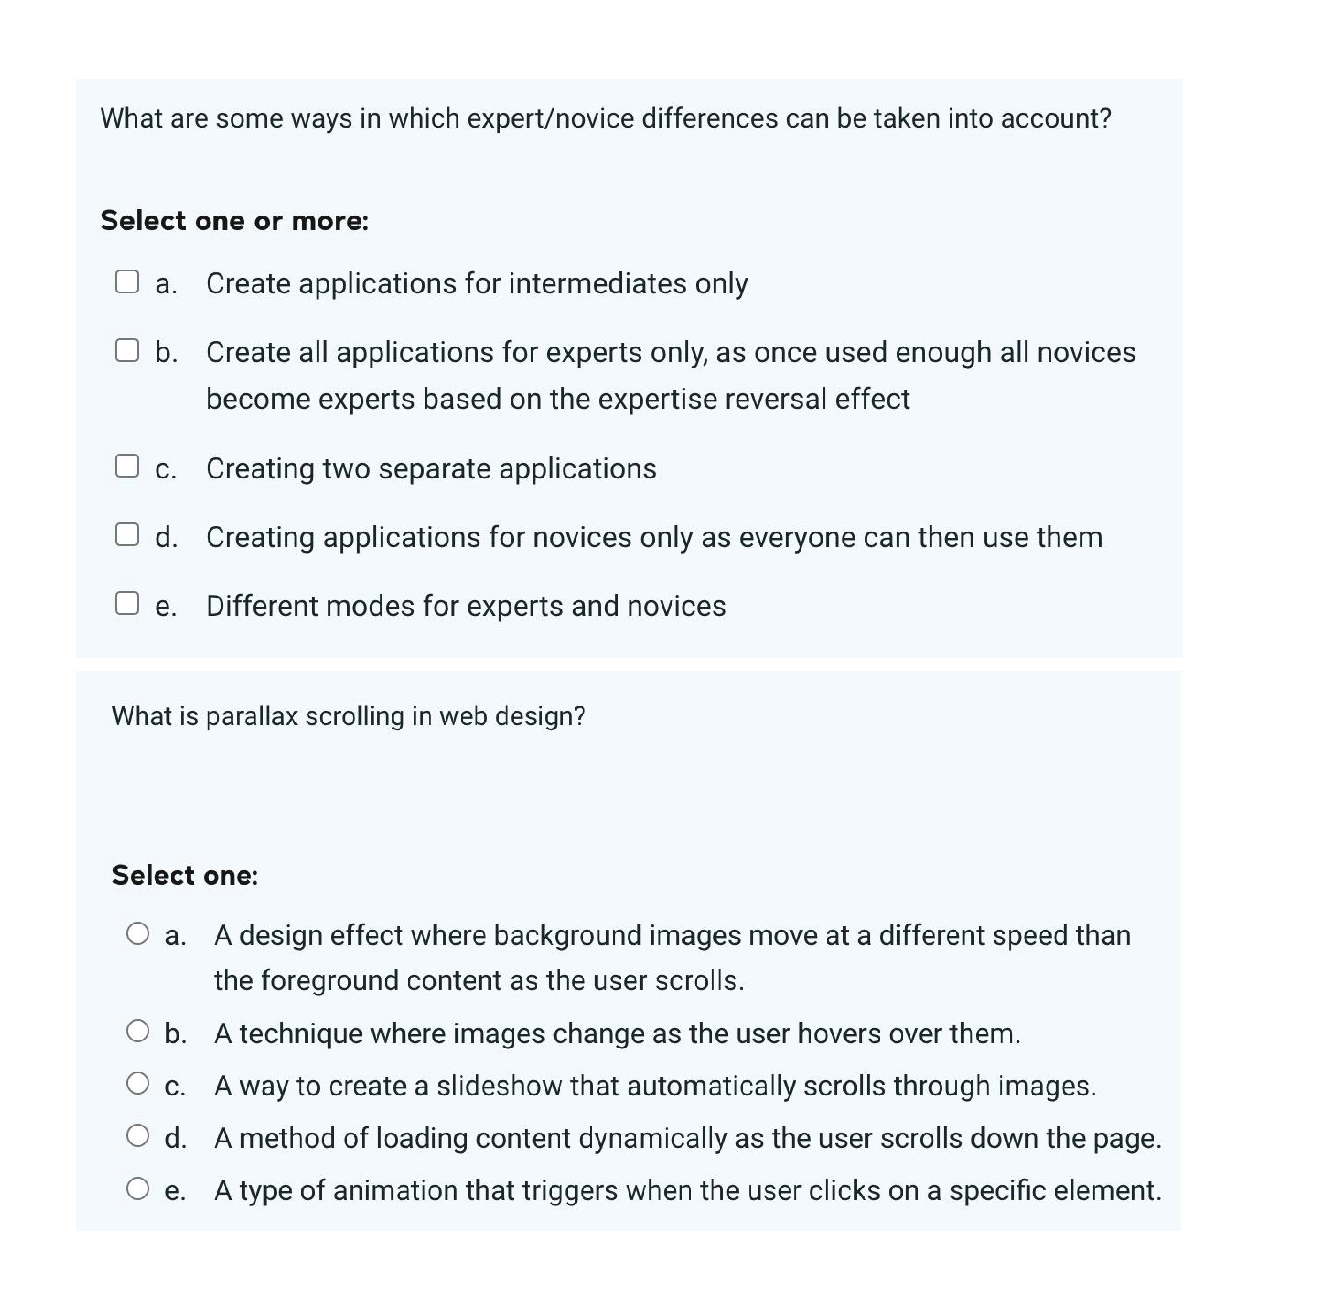 What are some ways in which expert/novice differences can be taken into account?
Select one or more:
a. Create applications for intermediates only
b. Create all applications for experts only, as once used enough all novices
become experts based on the expertise reversal effect
c. Creating two separate applications
d. Creating applications for novices only as everyone can then use them
e. Different modes for experts and novices
What is parallax scrolling in web design?
Select one:
a. A design effect where background images move at a different speed than
the foreground content as the user scrolls.
b. A technique where images change as the user hovers over them.
c. A way to create a slideshow that automatically scrolls through images.
d. A method of loading content dynamically as the user scrolls down the page.
e. A type of animation that triggers when the user clicks on a specific element.